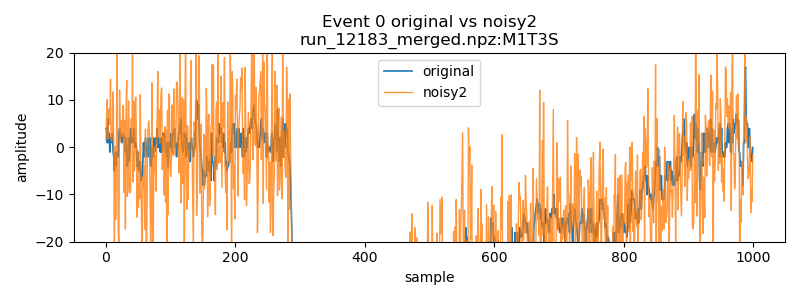 Event 0 original vs noisy2
run_12183_merged.npz:M1T3S
original
noisy2
amplitude
20
10
0
−10
−20
0
200
400
600
800
1000
sample